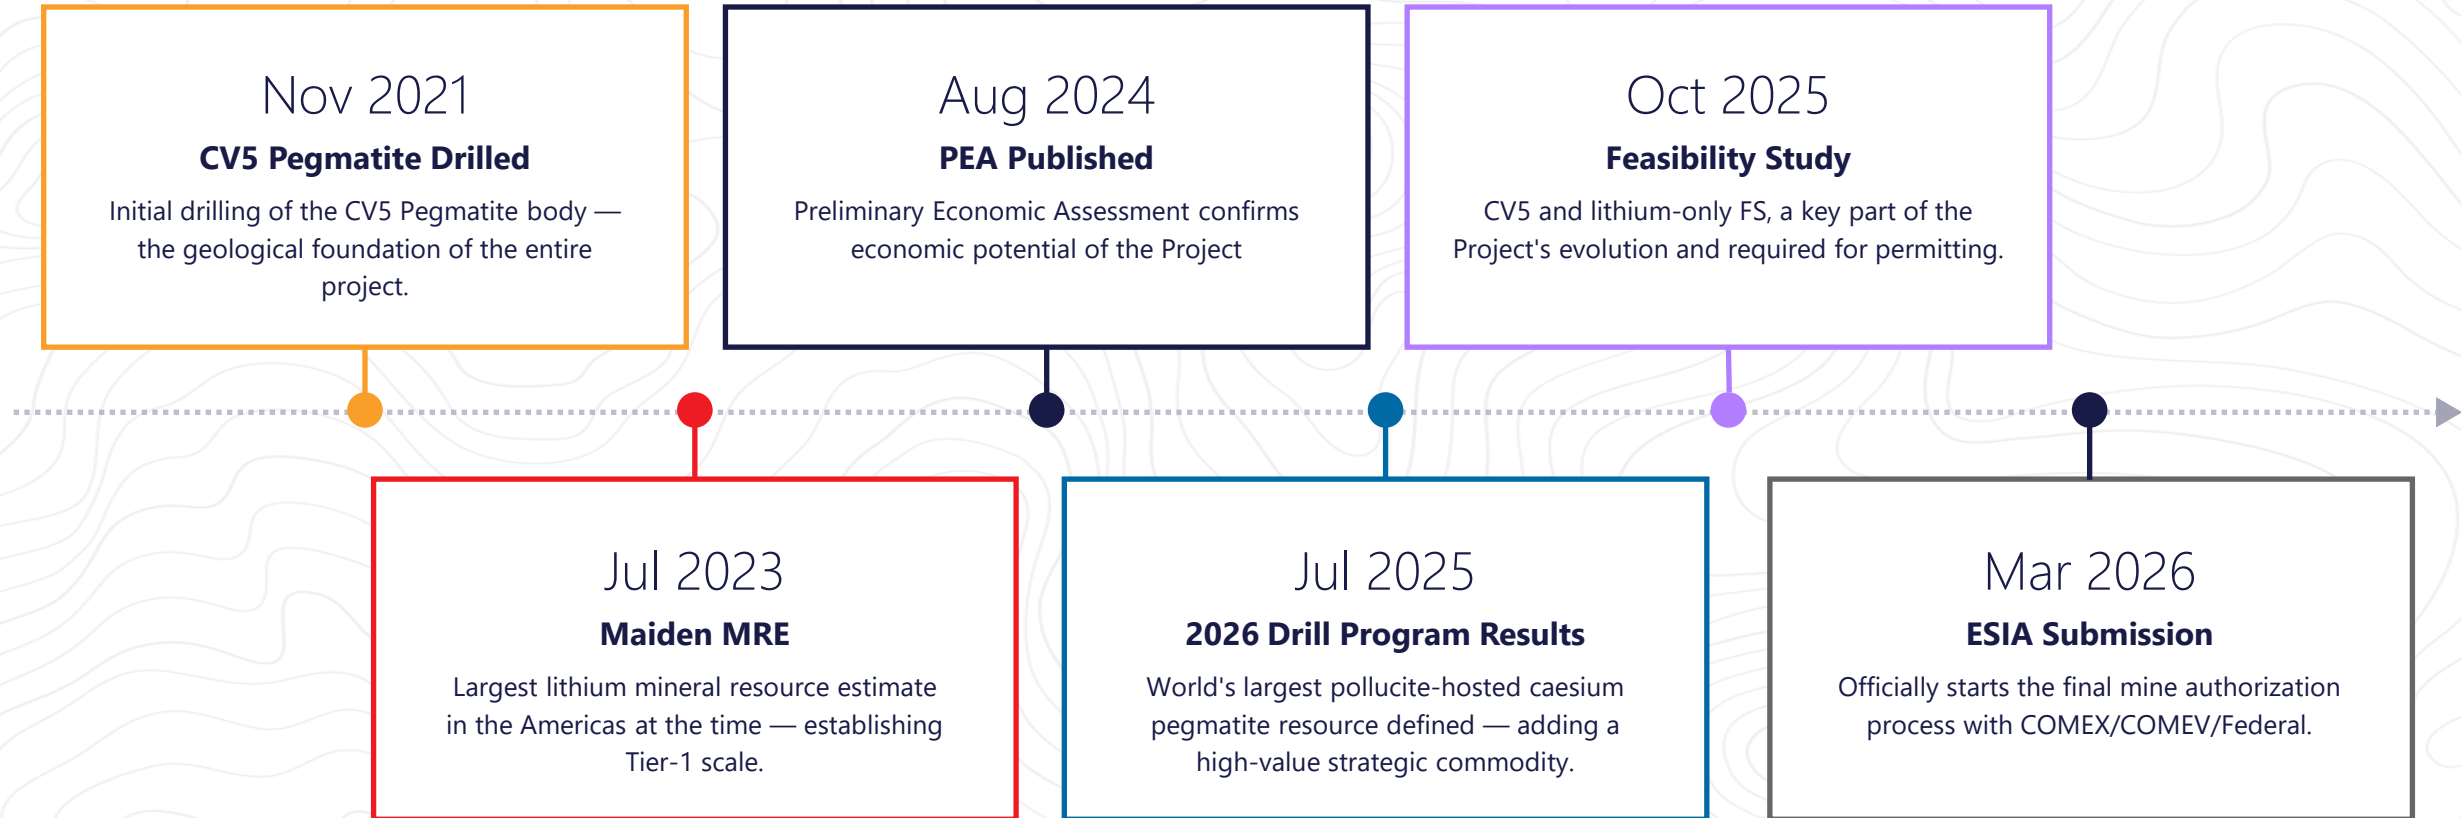 Nov 2021
CV5 Pegmatite Drilled
Initial drilling of the CV5 Pegmatite body —
the geological foundation of the entire
project.
Aug 2024
PEA Published
Preliminary Economic Assessment confirms
economic potential of the Project
Oct 2025
Feasibility Study
CV5 and lithium-only FS, a key part of the
Project's evolution and required for permitting.
Jul 2023
Maiden MRE
Largest lithium mineral resource estimate
in the Americas at the time — establishing
Tier-1 scale.
Jul 2025
2026 Drill Program Results
World's largest pollucite-hosted caesium
pegmatite resource defined — adding a
high-value strategic commodity.
Mar 2026
ESIA Submission
Officially starts the final mine authorization
process with COMEX/COMEV/Federal.